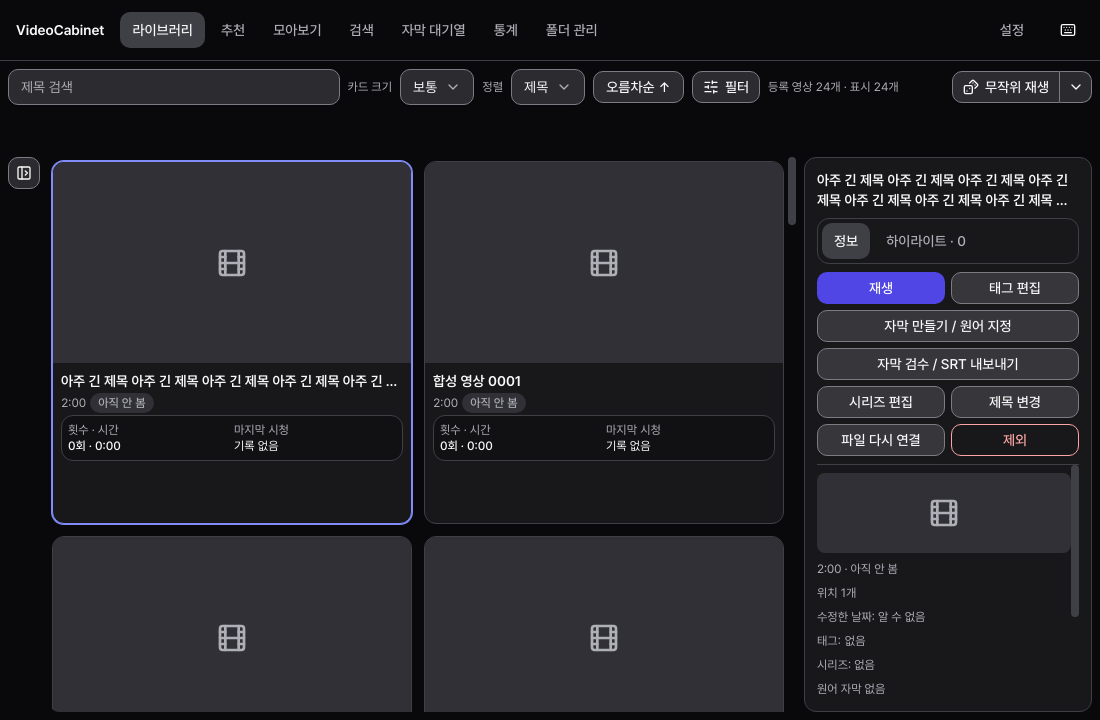 VideoCabinet 라이브러리 추천 모아보기 검색 자막 대기열 통계 폴더 관리 설정
제목 검색 카드 크기 보통 정렬 제목 오름차순 ↑ 필터 등록 영상 24개 · 표시 24개 무작위 재생
아주 긴 제목 아주 긴 제목 아주 긴 제목 아주 긴 제목 아주 긴 ...
2:00 아직 안 봄
횟수 · 시간 마지막 시청
0회 · 0:00 기록 없음
합성 영상 0001
2:00 아직 안 봄
횟수 · 시간 마지막 시청
0회 · 0:00 기록 없음
아주 긴 제목 아주 긴 제목 아주 긴 제목 아주 긴
제목 아주 긴 제목 아주 긴 제목 아주 긴 제목 ...
정보 하이라이트 · 0
재생 태그 편집
자막 만들기 / 원어 지정
자막 검수 / SRT 내보내기
시리즈 편집 제목 변경
파일 다시 연결 제외
2:00 · 아직 안 봄
위치 1개
수정한 날짜: 알 수 없음
태그: 없음
시리즈: 없음
원어 자막 없음